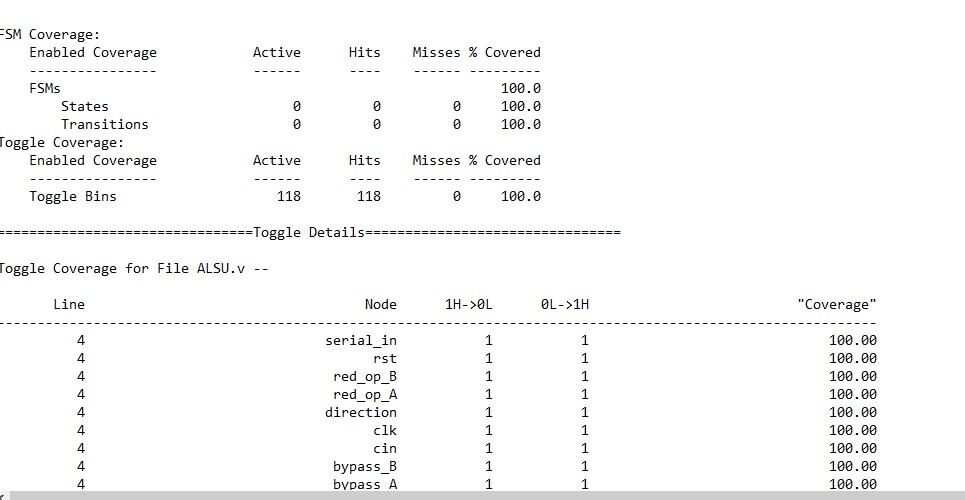 FSM Coverage:
    Enabled Coverage            Active      Hits    Misses % Covered
    ----------------            ------      ----    ------ ---------
    FSMs                                                       100.0
        States                       0         0         0     100.0
        Transitions                  0         0         0     100.0
Toggle Coverage:
    Enabled Coverage            Active      Hits    Misses % Covered
    ----------------            ------      ----    ------ ---------
    Toggle Bins                    118       118         0     100.0
================================Toggle Details================================
Toggle Coverage for File ALSU.v --
       Line                                   Node      1H->0L      0L->1H                          "Coverage"
--------------------------------------------------------------------------------------------------------------
          4                              serial_in           1           1                              100.00
          4                                    rst           1           1                              100.00
          4                               red_op_B           1           1                              100.00
          4                               red_op_A           1           1                              100.00
          4                              direction           1           1                              100.00
          4                                    clk           1           1                              100.00
          4                                    cin           1           1                              100.00
          4                               bypass_B           1           1                              100.00
          4                               bypass_A           1           1                              100.00